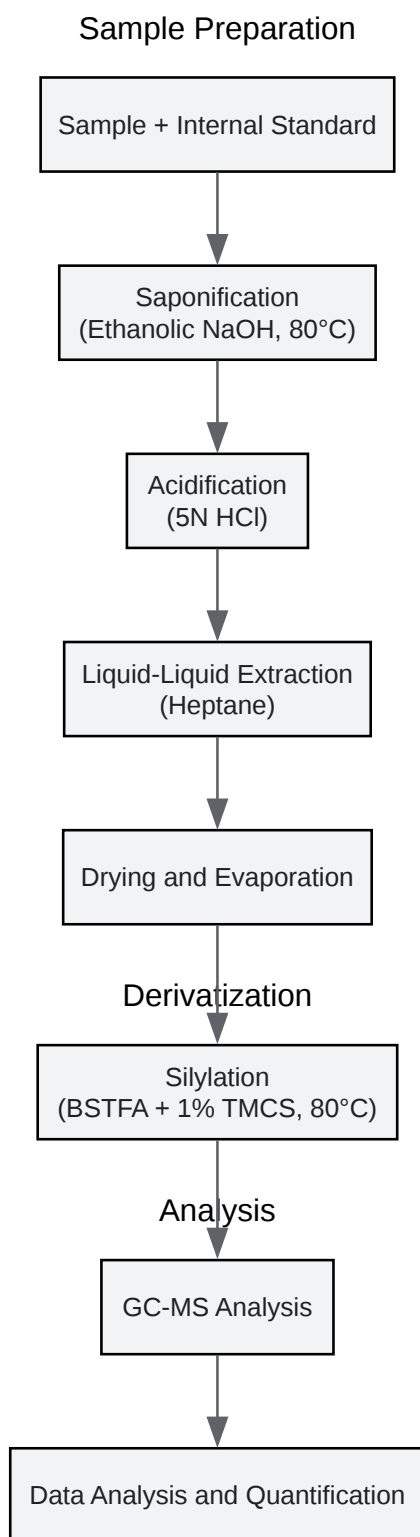 Sample Preparation
Sample + Internal Standard
Saponification
(Ethanolic NaOH, 80°C)
Acidification
(5N HCl)
Liquid-Liquid Extraction
(Heptane)
Drying and Evaporation
Derivatization
Silylation
(BSTFA + 1% TMCS, 80°C)
Analysis
GC-MS Analysis
Data Analysis and Quantification